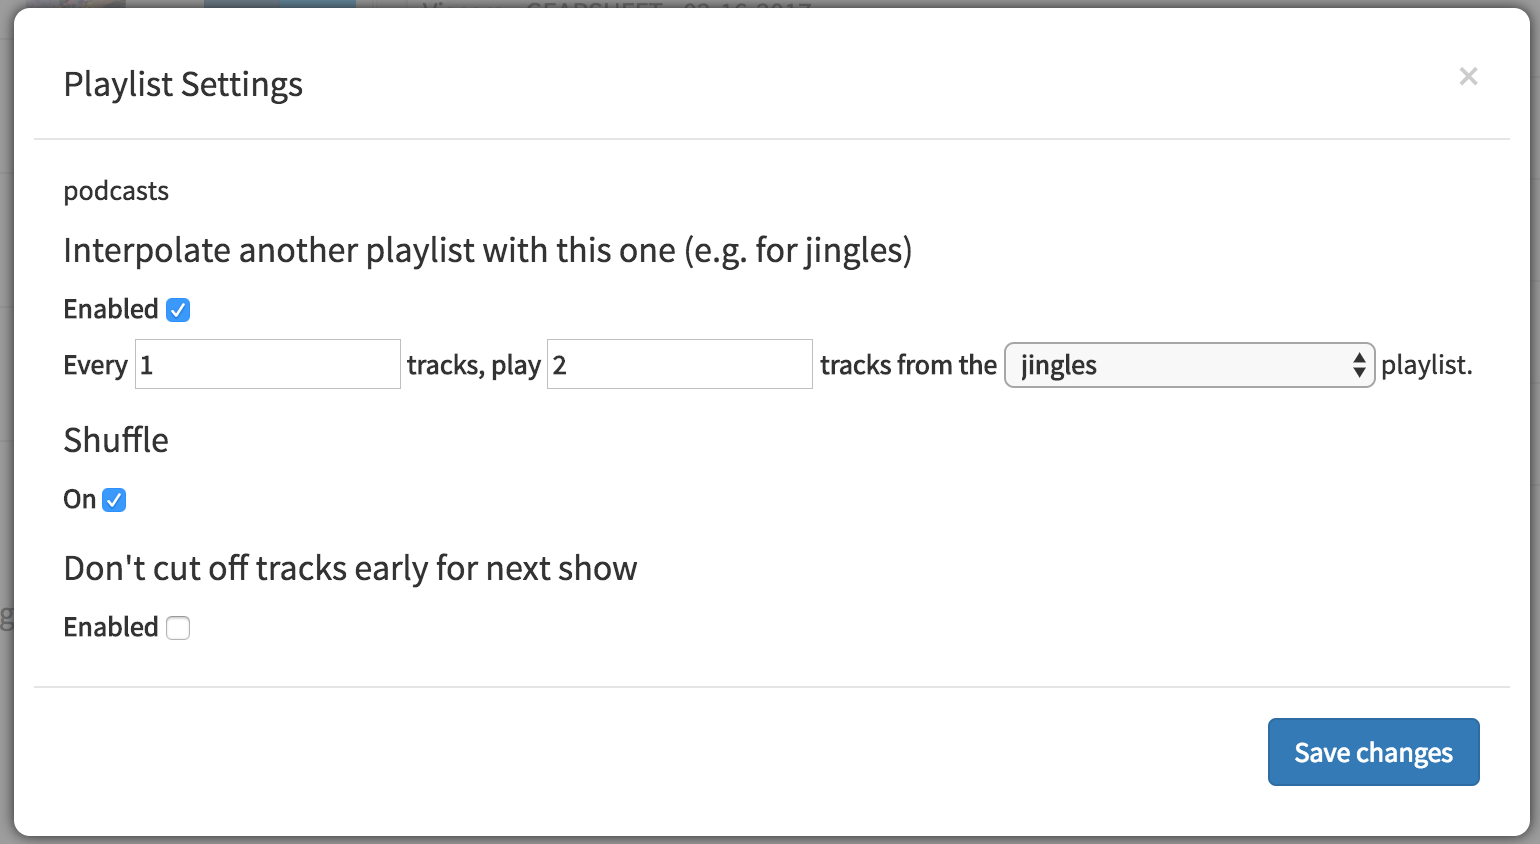 Playlist Settings
×
podcasts
Interpolate another playlist with this one (e.g. for jingles)
Enabled
Every 1 tracks, play 2 tracks from the jingles playlist.
Shuffle
On
Don't cut off tracks early for next show
Enabled
Save changes